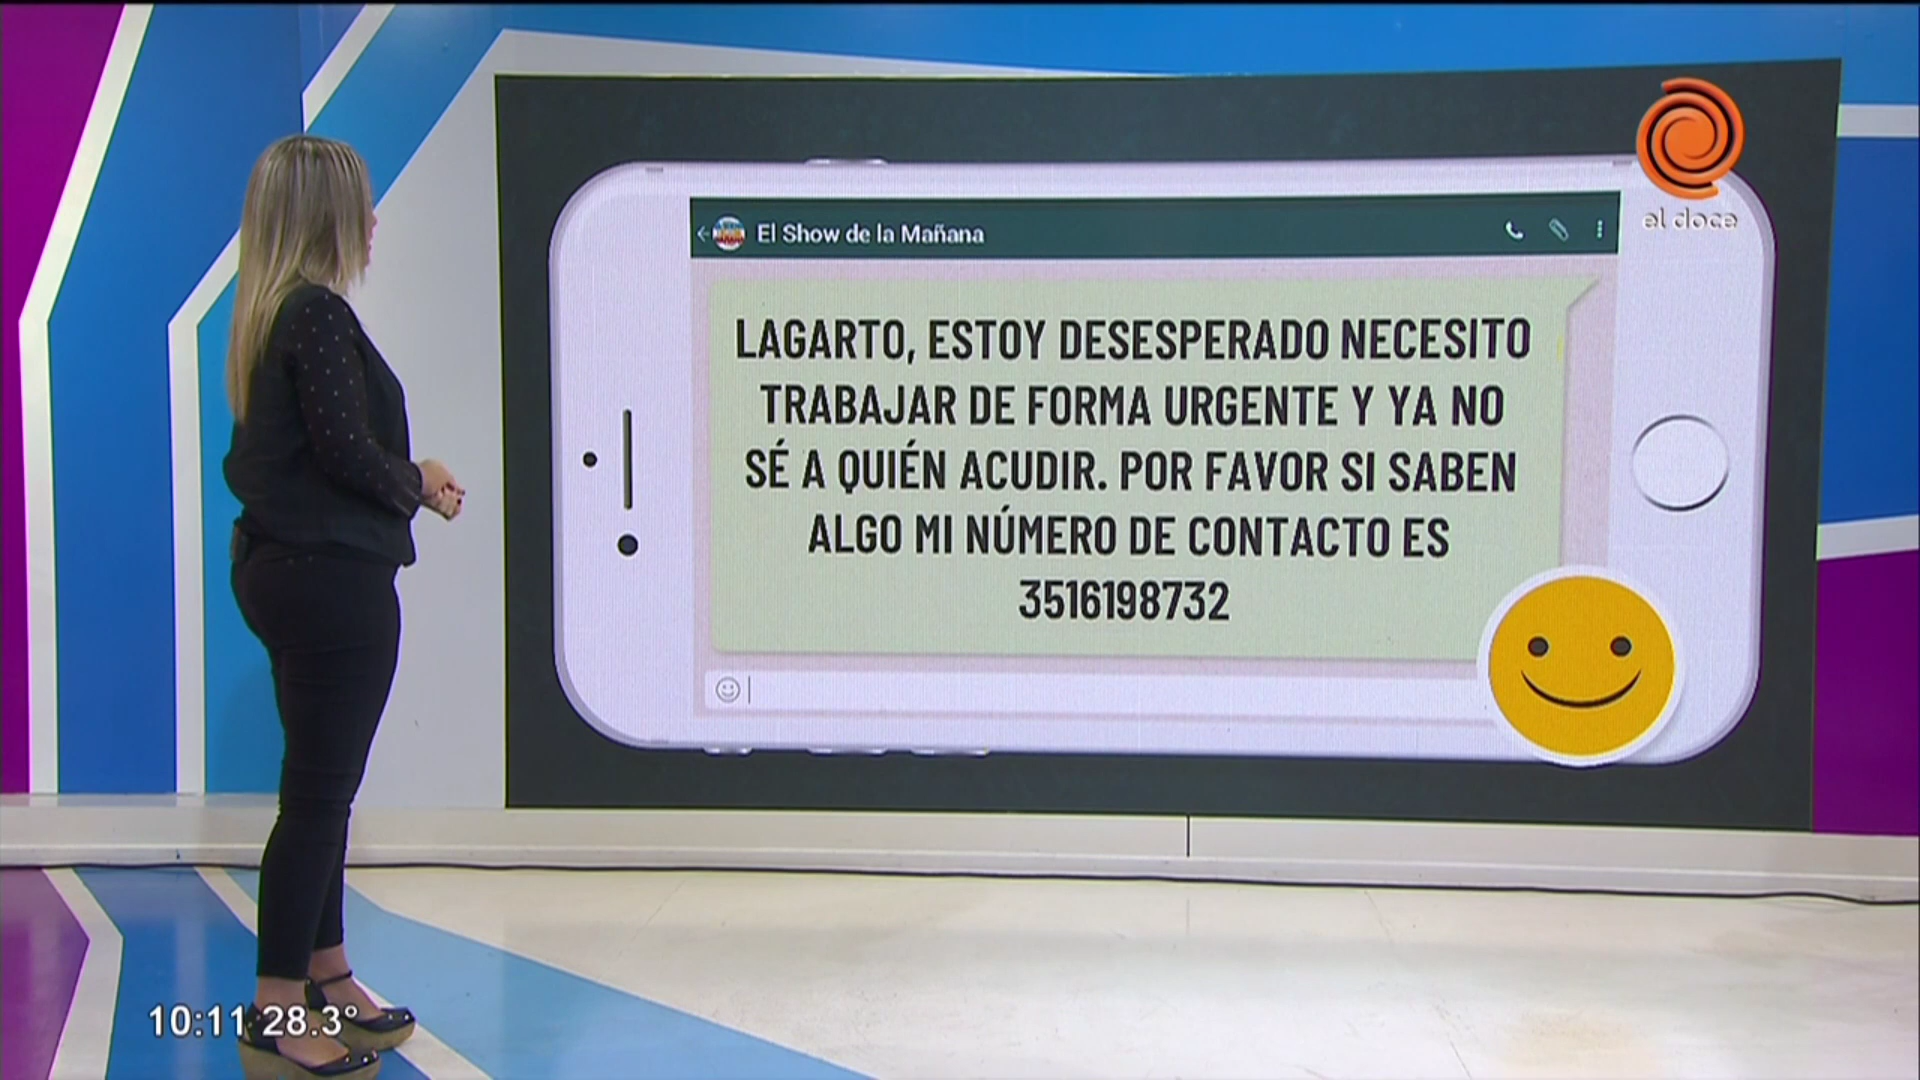 el doce
El Show de la Mañana
LAGARTO, ESTOY DESESPERADO NECESITO
TRABAJAR DE FORMA URGENTE Y YA NO
SÉ A QUIÉN ACUDIR. POR FAVOR SI SABEN
ALGO MI NÚMERO DE CONTACTO ES
3516198732
10:11 28.3°